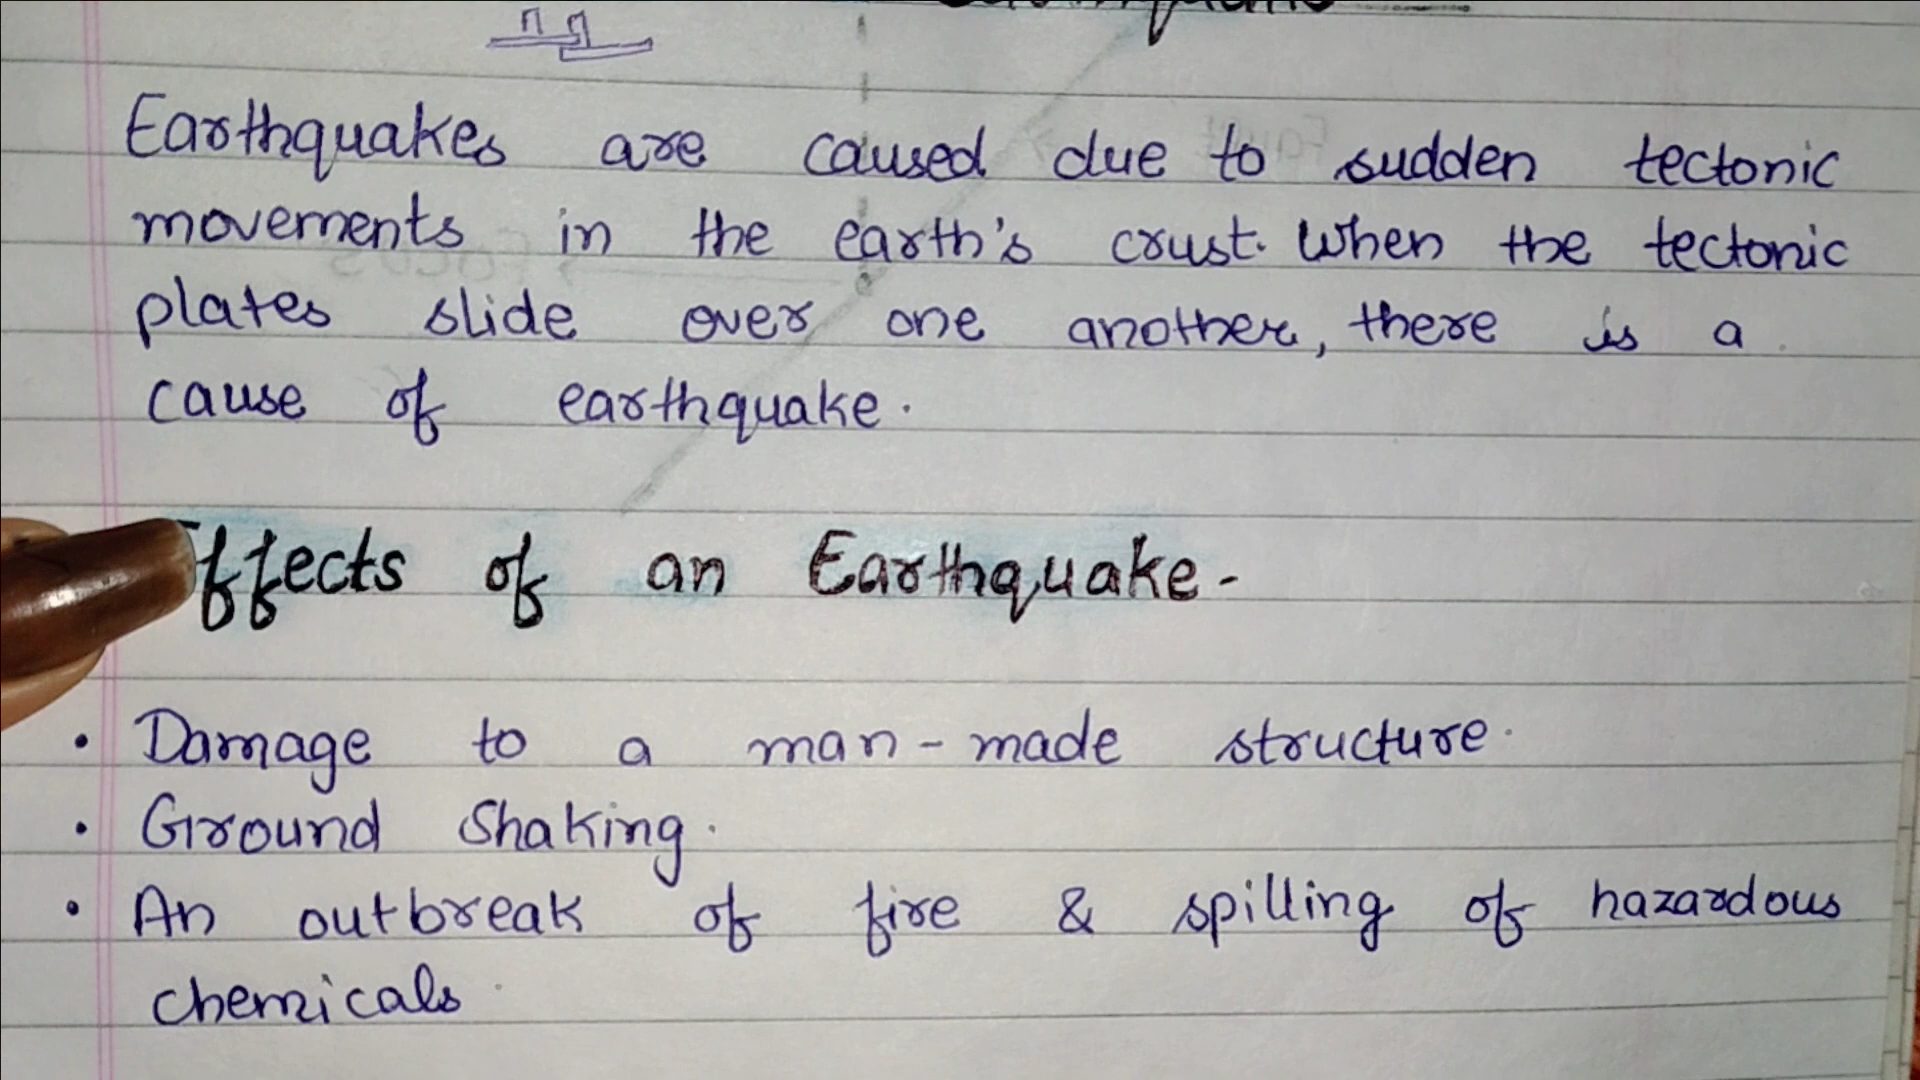 Earthquakes are caused due to sudden tectonic
movements in the earth's crust. When the tectonic
plates slide over one another, there is a
cause of earthquake.
Effects of an Earthquake-
• Damage to a man-made structure.
• Ground Shaking.
• An outbreak of fire & spilling of hazardous
chemicals.